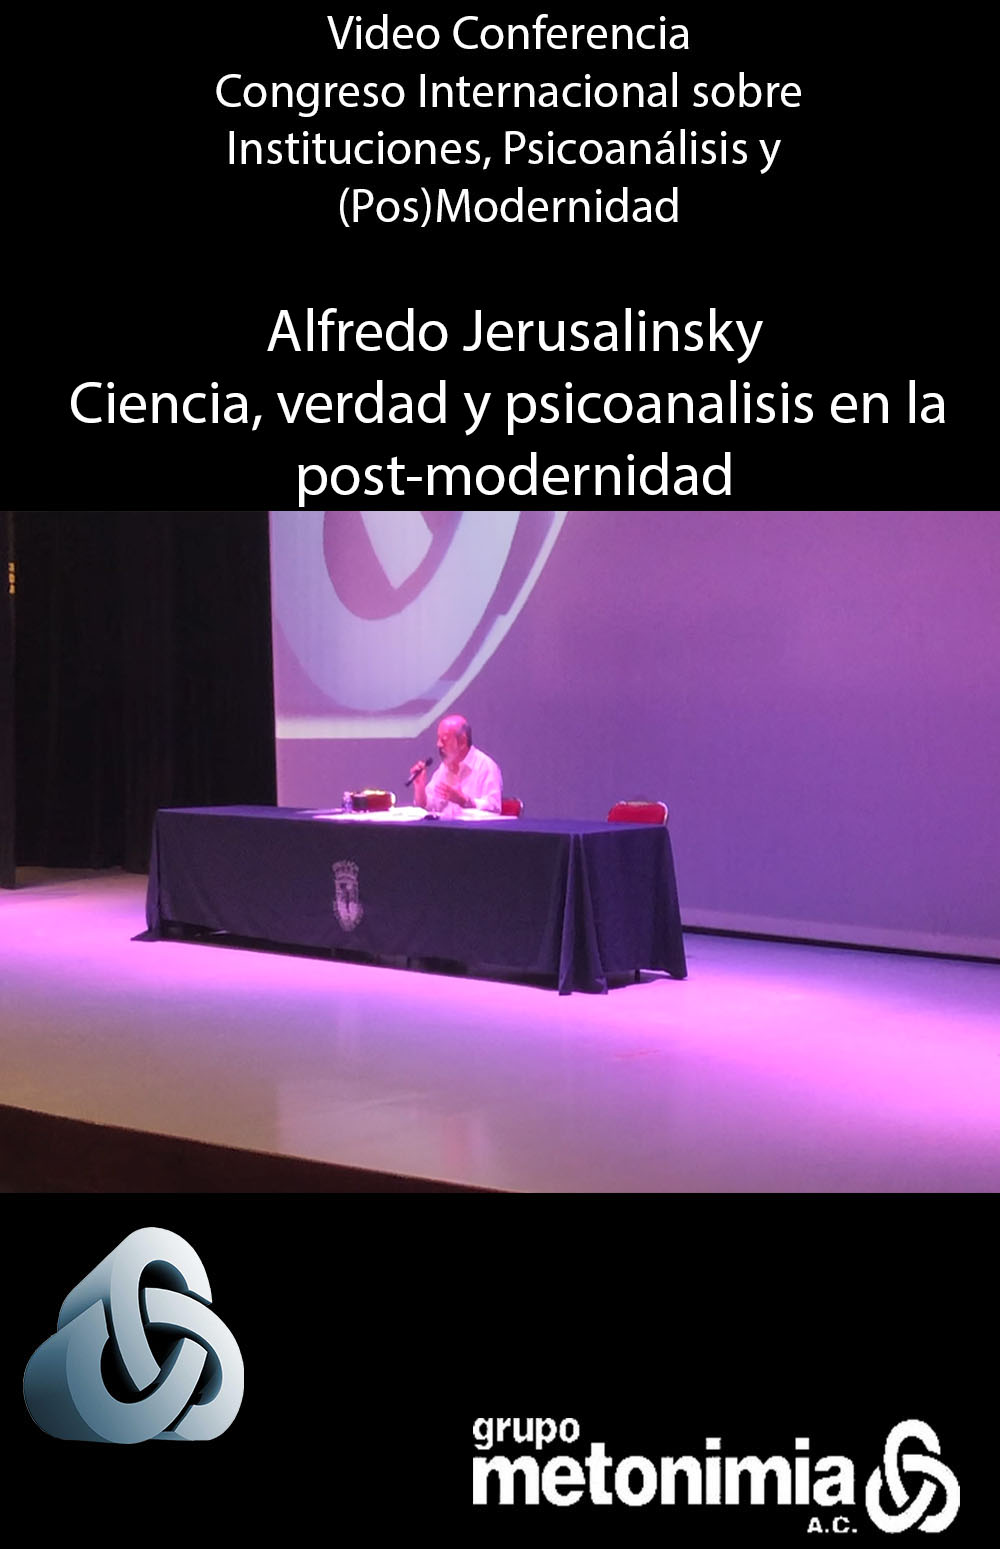 Video Conferencia
Congreso Internacional sobre
Instituciones, Psicoanálisis y
(Pos)Modernidad
Alfredo Jerusalinsky
Ciencia, verdad y psicoanalisis en la
post-modernidad
grupo
metonimia
A.C.